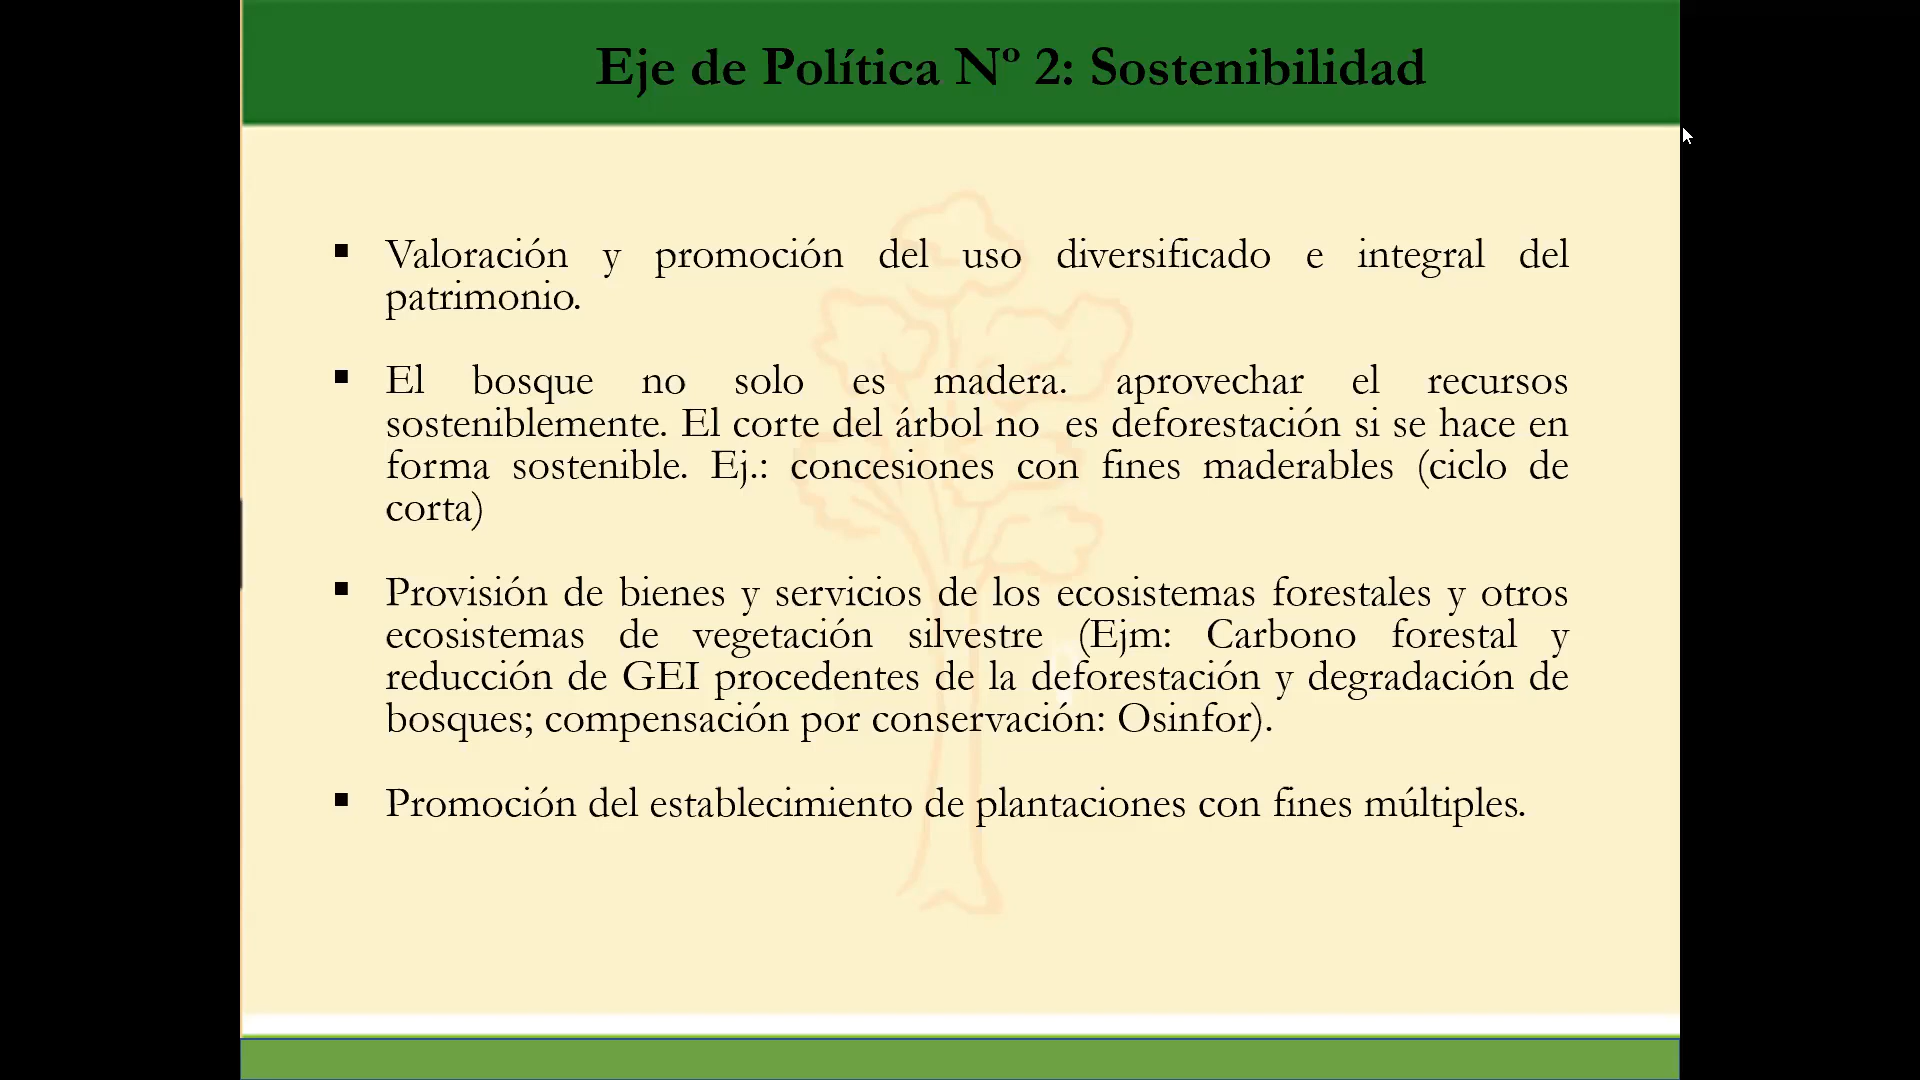 Eje de Política Nº 2: Sostenibilidad
▪ Valoración y promoción del uso diversificado e integral del
patrimonio.
▪ El bosque no solo es madera. aprovechar el recursos
sosteniblemente. El corte del árbol no es deforestación si se hace en
forma sostenible. Ej.: concesiones con fines maderables (ciclo de
corta)
▪ Provisión de bienes y servicios de los ecosistemas forestales y otros
ecosistemas de vegetación silvestre (Ejm: Carbono forestal y
reducción de GEI procedentes de la deforestación y degradación de
bosques; compensación por conservación: Osinfor).
▪ Promoción del establecimiento de plantaciones con fines múltiples.